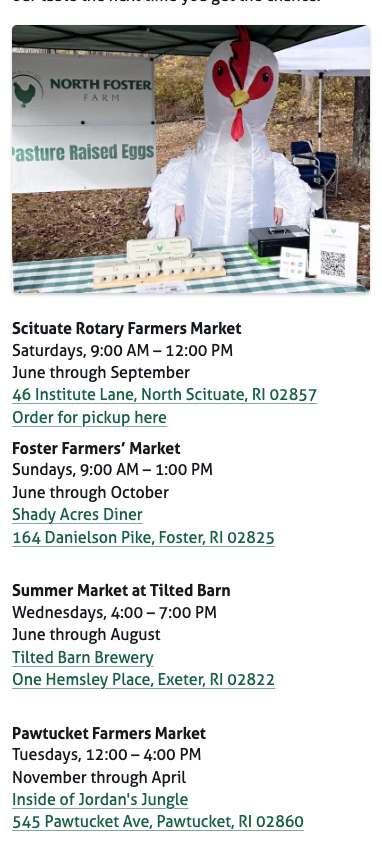 NORTH FOSTER
FARM
Pasture Raised Eggs
Scituate Rotary Farmers Market
Saturdays, 9:00 AM – 12:00 PM
June through September
46 Institute Lane, North Scituate, RI 02857
Order for pickup here
Foster Farmers’ Market
Sundays, 9:00 AM – 1:00 PM
June through October
Shady Acres Diner
164 Danielson Pike, Foster, RI 02825
Summer Market at Tilted Barn
Wednesdays, 4:00 – 7:00 PM
June through August
Tilted Barn Brewery
One Hemsley Place, Exeter, RI 02822
Pawtucket Farmers Market
Tuesdays, 12:00 – 4:00 PM
November through April
Inside of Jordan's Jungle
545 Pawtucket Ave, Pawtucket, RI 02860